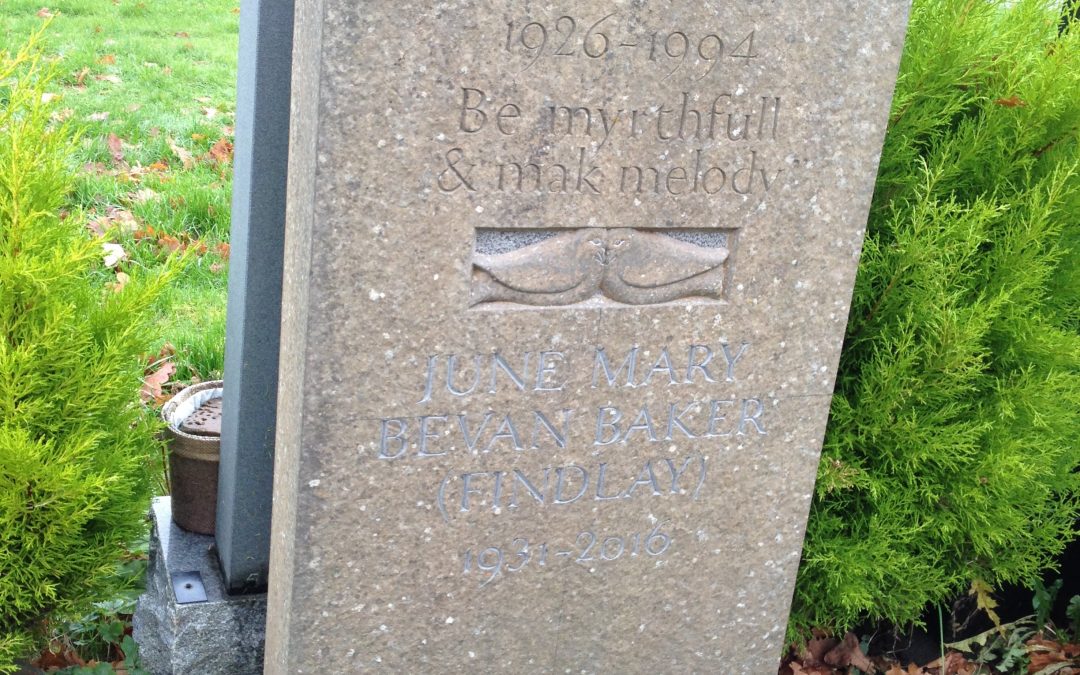 1926-1994
Be myrthfull
& mak melody
JUNE MARY
BEVAN BAKER
(FINDLAY)
1931-2016